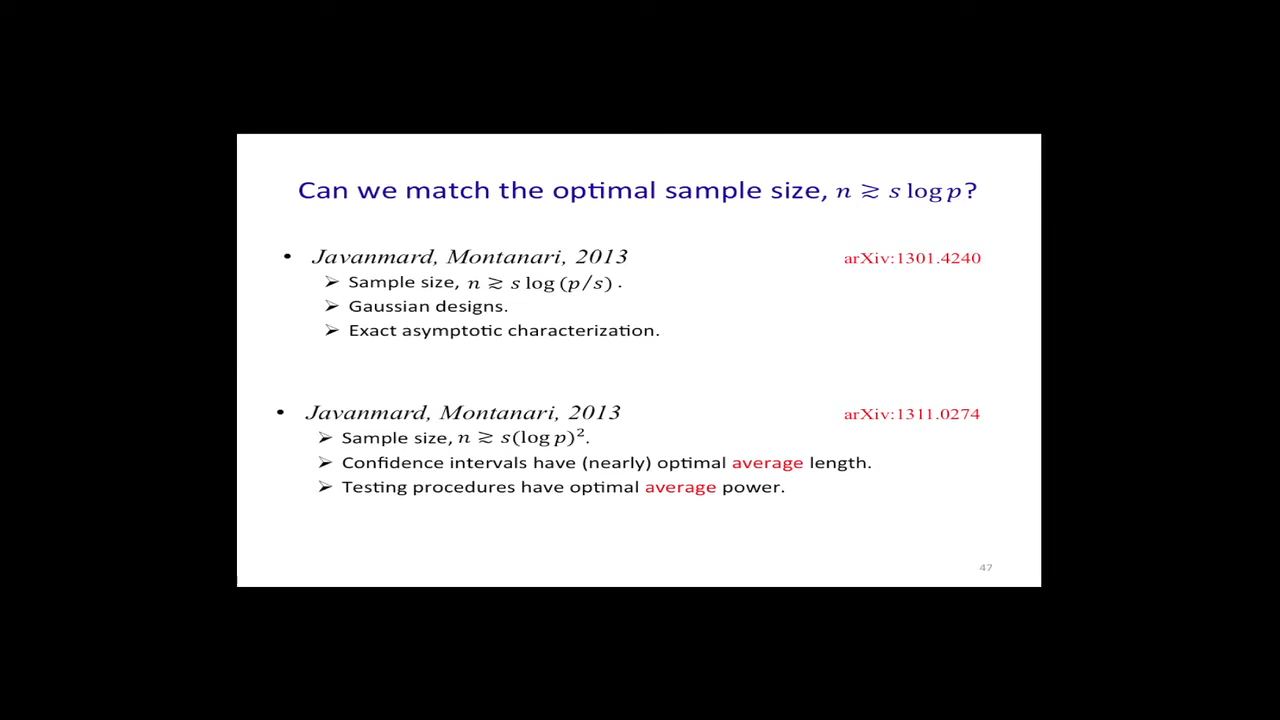 Can we match the optimal sample size, n ≳ s log p?
• Javanmard, Montanari, 2013 arXiv:1301.4240
➢ Sample size, n ≳ s log (p/s) .
➢ Gaussian designs.
➢ Exact asymptotic characterization.
• Javanmard, Montanari, 2013 arXiv:1311.0274
➢ Sample size, n ≳ s(log p)².
➢ Confidence intervals have (nearly) optimal average length.
➢ Testing procedures have optimal average power.
47